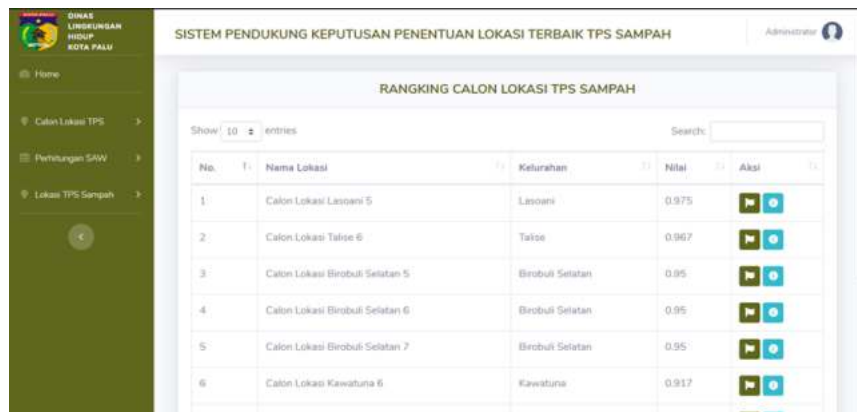 DINAS
LINGKUNGAN
HIDUP
KOTA PALU
SISTEM PENDUKUNG KEPUTUSAN PENENTUAN LOKASI TERBAIK TPS SAMPAH
Administrator
Home
Calon Lokasi TPS
Perhitungan SAW
Lokasi TPS Sampah
RANGKING CALON LOKASI TPS SAMPAH
Show 10 entries
Search:
No. Nama Lokasi Kelurahan Nilai Aksi
1 Calon Lokasi Lasoani 5 Lasoani 0.975
2 Calon Lokasi Talise 6 Talise 0.967
3 Calon Lokasi Birobuli Selatan 5 Birobuli Selatan 0.95
4 Calon Lokasi Birobuli Selatan 6 Birobuli Selatan 0.95
5 Calon Lokasi Birobuli Selatan 7 Birobuli Selatan 0.95
6 Calon Lokasi Kawatuna 6 Kawatuna 0.917